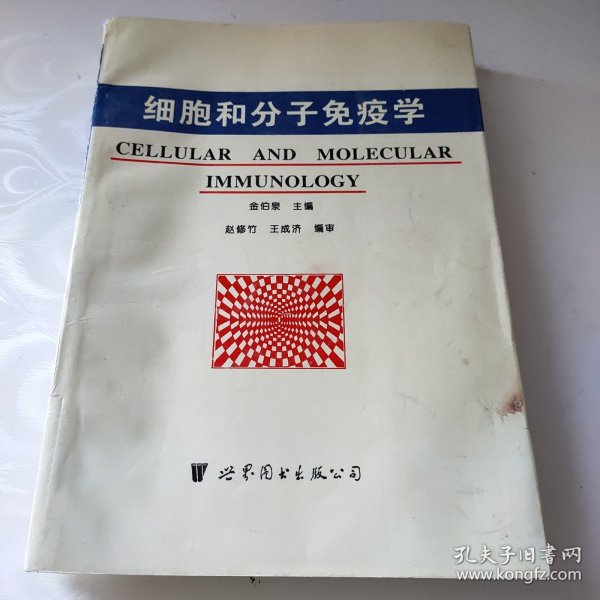 细胞和分子免疫学
CELLULAR AND MOLECULAR
IMMUNOLOGY
金伯泉 主编
赵修竹 王成济 编审
世界图书出版公司
孔夫子旧书网
www.kongfz.com